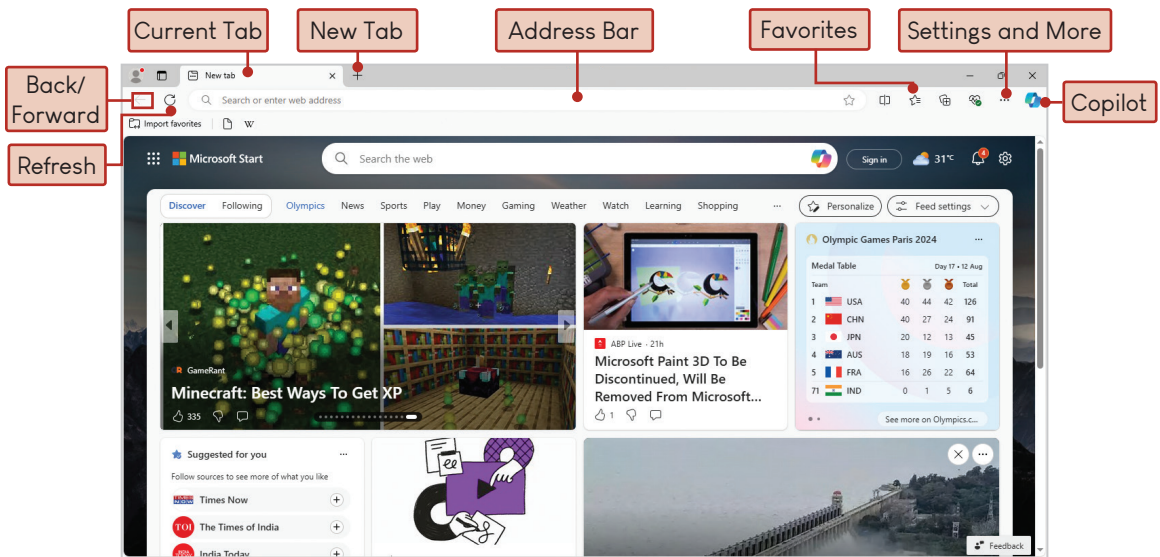 Current Tab
New Tab
Address Bar
Favorites
Settings and More
Back/
Forward
Refresh
Copilot
New tab
Search or enter web address
Import favorites
W
Microsoft Start
Search the web
Sign in
31°C
4
Discover Following Olympics News Sports Play Money Gaming Weather Watch Learning Shopping ...
Personalize
Feed settings
GameRant
Minecraft: Best Ways To Get XP
335
ee
ABP Live · 21h
Microsoft Paint 3D To Be
Discontinued, Will Be
Removed From Microsoft...
1
Olympic Games Paris 2024 ...
Medal Table Day 17 • 12 Aug
Team Total
1 USA 40 44 42 126
2 CHN 40 27 24 91
3 JPN 20 12 13 45
4 AUS 18 19 16 53
5 FRA 16 26 22 64
71 IND 0 1 5 6
See more on Olympics.c...
Suggested for you ...
Follow sources to see more of what you like
Times Now
TOI The Times of India
India Today
Feedback